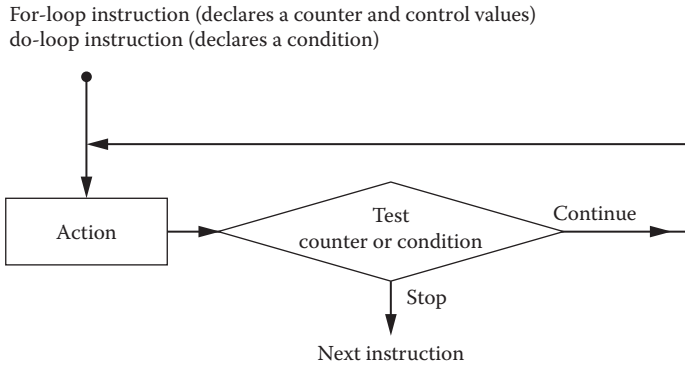 For-loop instruction (declares a counter and control values)
do-loop instruction (declares a condition)
Action
Test
counter or condition
Continue
Stop
Next instruction